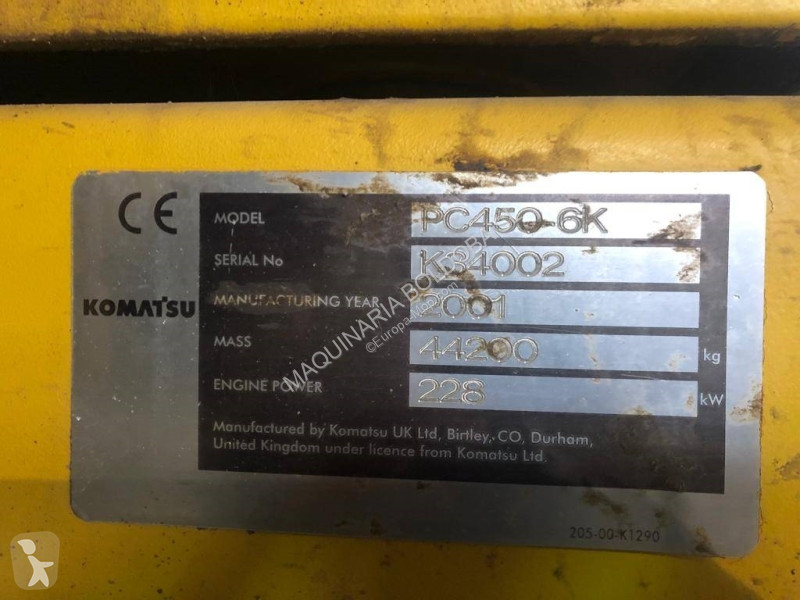 CE
MODEL PC450-6K
SERIAL No K34002
KOMATSU
MANUFACTURING YEAR 2001
MASS 44200 kg
ENGINE POWER 228 kW
Manufactured by Komatsu UK Ltd, Birtley, CO, Durham,
United Kingdom under licence from Komatsu Ltd.
205-00-K1290
MAQUINARIA